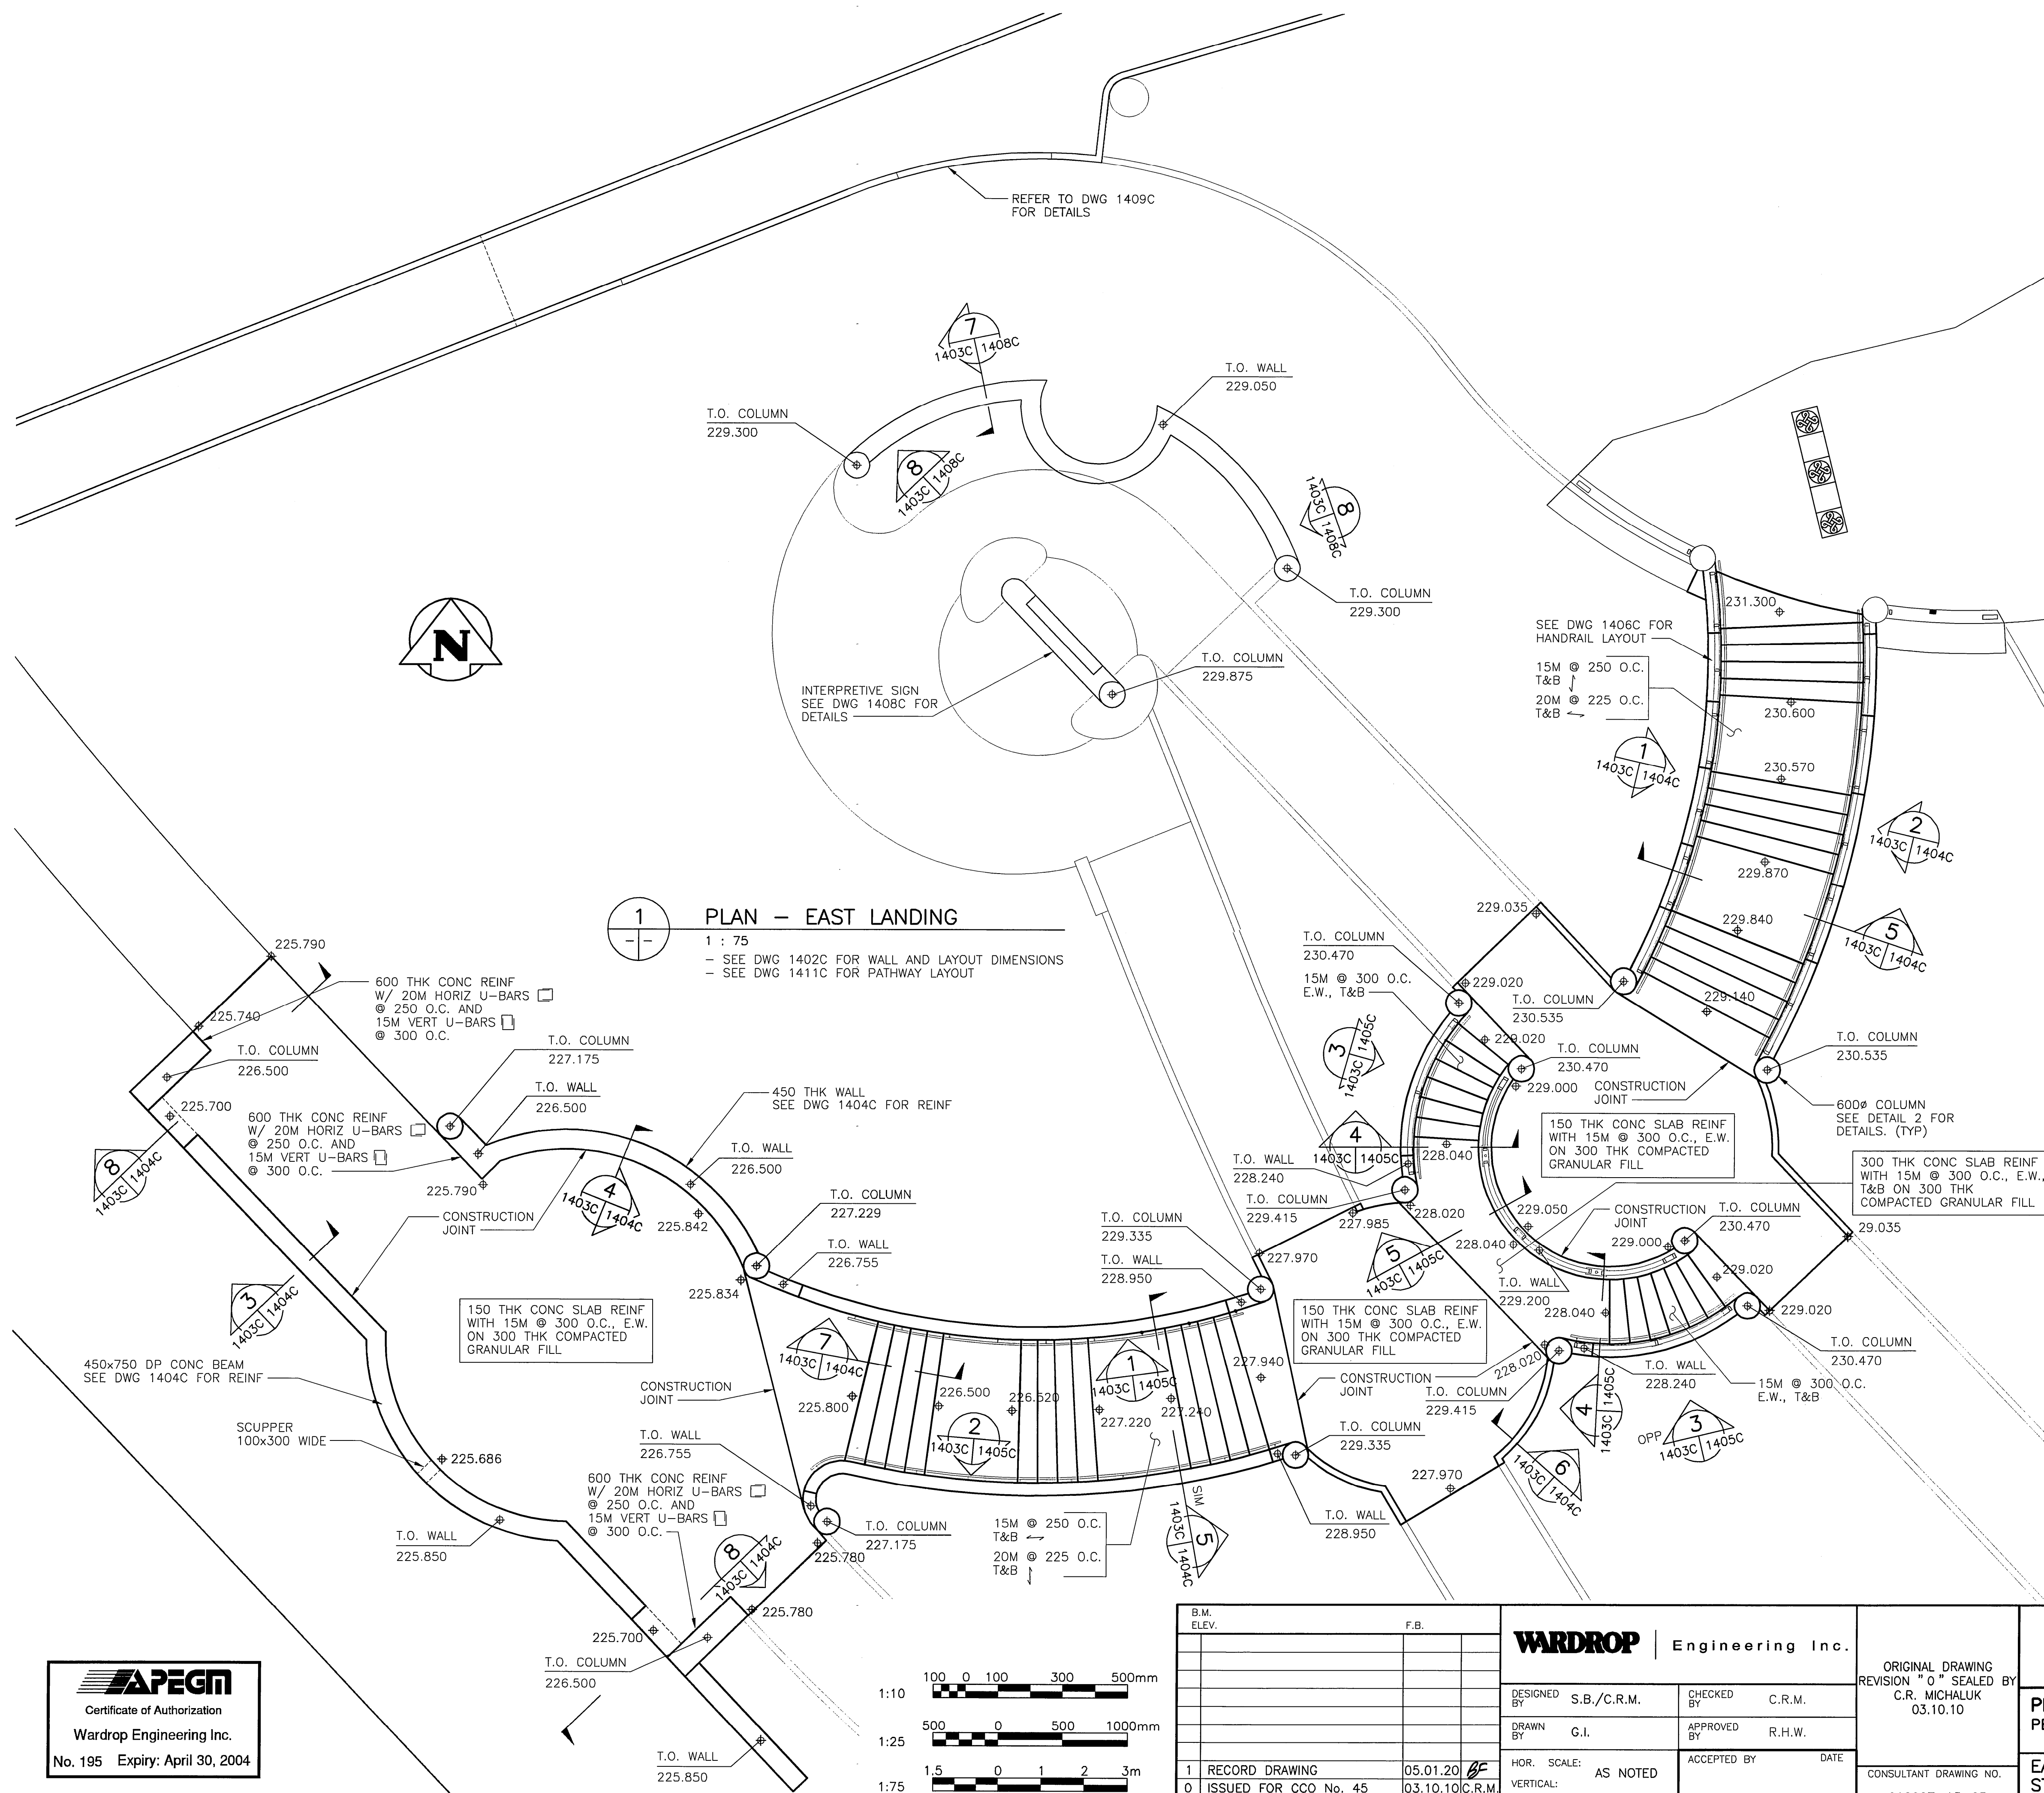 REFER TO DWG 1409C
FOR DETAILS
7
1403C 1408C
T.O. WALL
229.050
T.O. COLUMN
229.300
8
1403C 1408C
8
1403C 1408C
T.O. COLUMN
229.300
N
INTERPRETIVE SIGN
SEE DWG 1408C FOR
DETAILS
T.O. COLUMN
229.875
231.300
SEE DWG 1406C FOR
HANDRAIL LAYOUT
15M @ 250 O.C.
T&B
20M @ 225 O.C.
T&B
230.600
1
1403C 1404C
230.570
2
1403C 1404C
229.870
229.840
5
1403C 1404C
229.140
1
PLAN – EAST LANDING
1 : 75
– SEE DWG 1402C FOR WALL AND LAYOUT DIMENSIONS
– SEE DWG 1411C FOR PATHWAY LAYOUT
229.035
T.O. COLUMN
230.470
15M @ 300 O.C.
E.W., T&B
229.020
T.O. COLUMN
230.535
229.020
T.O. COLUMN
230.470
229.000
CONSTRUCTION
JOINT
T.O. COLUMN
230.535
600ø COLUMN
SEE DETAIL 2 FOR
DETAILS. (TYP)
3
1403C 1405C
4
1403C 1405C
228.040
150 THK CONC SLAB REINF
WITH 15M @ 300 O.C., E.W.
ON 300 THK COMPACTED
GRANULAR FILL
300 THK CONC SLAB REINF
WITH 15M @ 300 O.C., E.W.,
T&B ON 300 THK
COMPACTED GRANULAR FILL
225.790
225.740
600 THK CONC REINF
W/ 20M HORIZ U-BARS
@ 250 O.C. AND
15M VERT U-BARS
@ 300 O.C.
T.O. COLUMN
226.500
T.O. COLUMN
227.175
T.O. WALL
226.500
225.700
600 THK CONC REINF
W/ 20M HORIZ U-BARS
@ 250 O.C. AND
15M VERT U-BARS
@ 300 O.C.
450 THK WALL
SEE DWG 1404C FOR REINF
T.O. WALL
226.500
8
1403C 1404C
225.790
4
1403C 1404C
225.842
CONSTRUCTION
JOINT
T.O. COLUMN
227.229
T.O. WALL
226.755
225.834
T.O. WALL
228.240
T.O. COLUMN
229.415
T.O. COLUMN
229.335
T.O. WALL
228.950
227.985
228.020
227.970
5
1403C 1405C
229.050
228.040
CONSTRUCTION
JOINT
229.000
T.O. COLUMN
230.470
29.035
T.O. WALL
229.200
228.040
229.020
229.020
T.O. COLUMN
230.470
3
1403C 1404C
150 THK CONC SLAB REINF
WITH 15M @ 300 O.C., E.W.
ON 300 THK COMPACTED
GRANULAR FILL
450x750 DP CONC BEAM
SEE DWG 1404C FOR REINF
SCUPPER
100x300 WIDE
225.686
CONSTRUCTION
JOINT
7
1403C 1404C
225.800
226.500
226.520
1
1403C 1405C
227.220
227.240
227.940
2
1403C 1405C
150 THK CONC SLAB REINF
WITH 15M @ 300 O.C., E.W.
ON 300 THK COMPACTED
GRANULAR FILL
CONSTRUCTION
JOINT
228.020
T.O. COLUMN
229.415
T.O. WALL
228.240
15M @ 300 O.C.
E.W., T&B
4
1403C 1405C
OPP
3
1403C 1405C
6
1403C 1404C
T.O. COLUMN
229.335
227.970
T.O. WALL
228.950
T.O. WALL
226.755
600 THK CONC REINF
W/ 20M HORIZ U-BARS
@ 250 O.C. AND
15M VERT U-BARS
@ 300 O.C.
T.O. COLUMN
227.175
225.780
8
1403C 1404C
225.780
15M @ 250 O.C.
T&B
20M @ 225 O.C.
T&B
SIM
5
1403C 1404C
T.O. WALL
225.850
225.700
T.O. COLUMN
226.500
T.O. WALL
225.850
APEGM
Certificate of Authorization
Wardrop Engineering Inc.
No. 195 Expiry: April 30, 2004
1:10
100 0 100 300 500mm
1:25
500 0 500 1000mm
1:75
1.5 0 1 2 3m
B.M.
ELEV.
F.B.
1 RECORD DRAWING 05.01.20
0 ISSUED FOR CCO No. 45 03.10.10 C.R.M.
WARDROP Engineering Inc.
DESIGNED BY S.B./C.R.M.
CHECKED BY C.R.M.
DRAWN BY G.I.
APPROVED BY R.H.W.
HOR. SCALE: AS NOTED
VERTICAL:
ACCEPTED BY DATE
ORIGINAL DRAWING
REVISION " 0 " SEALED BY
C.R. MICHALUK
03.10.10
CONSULTANT DRAWING NO.